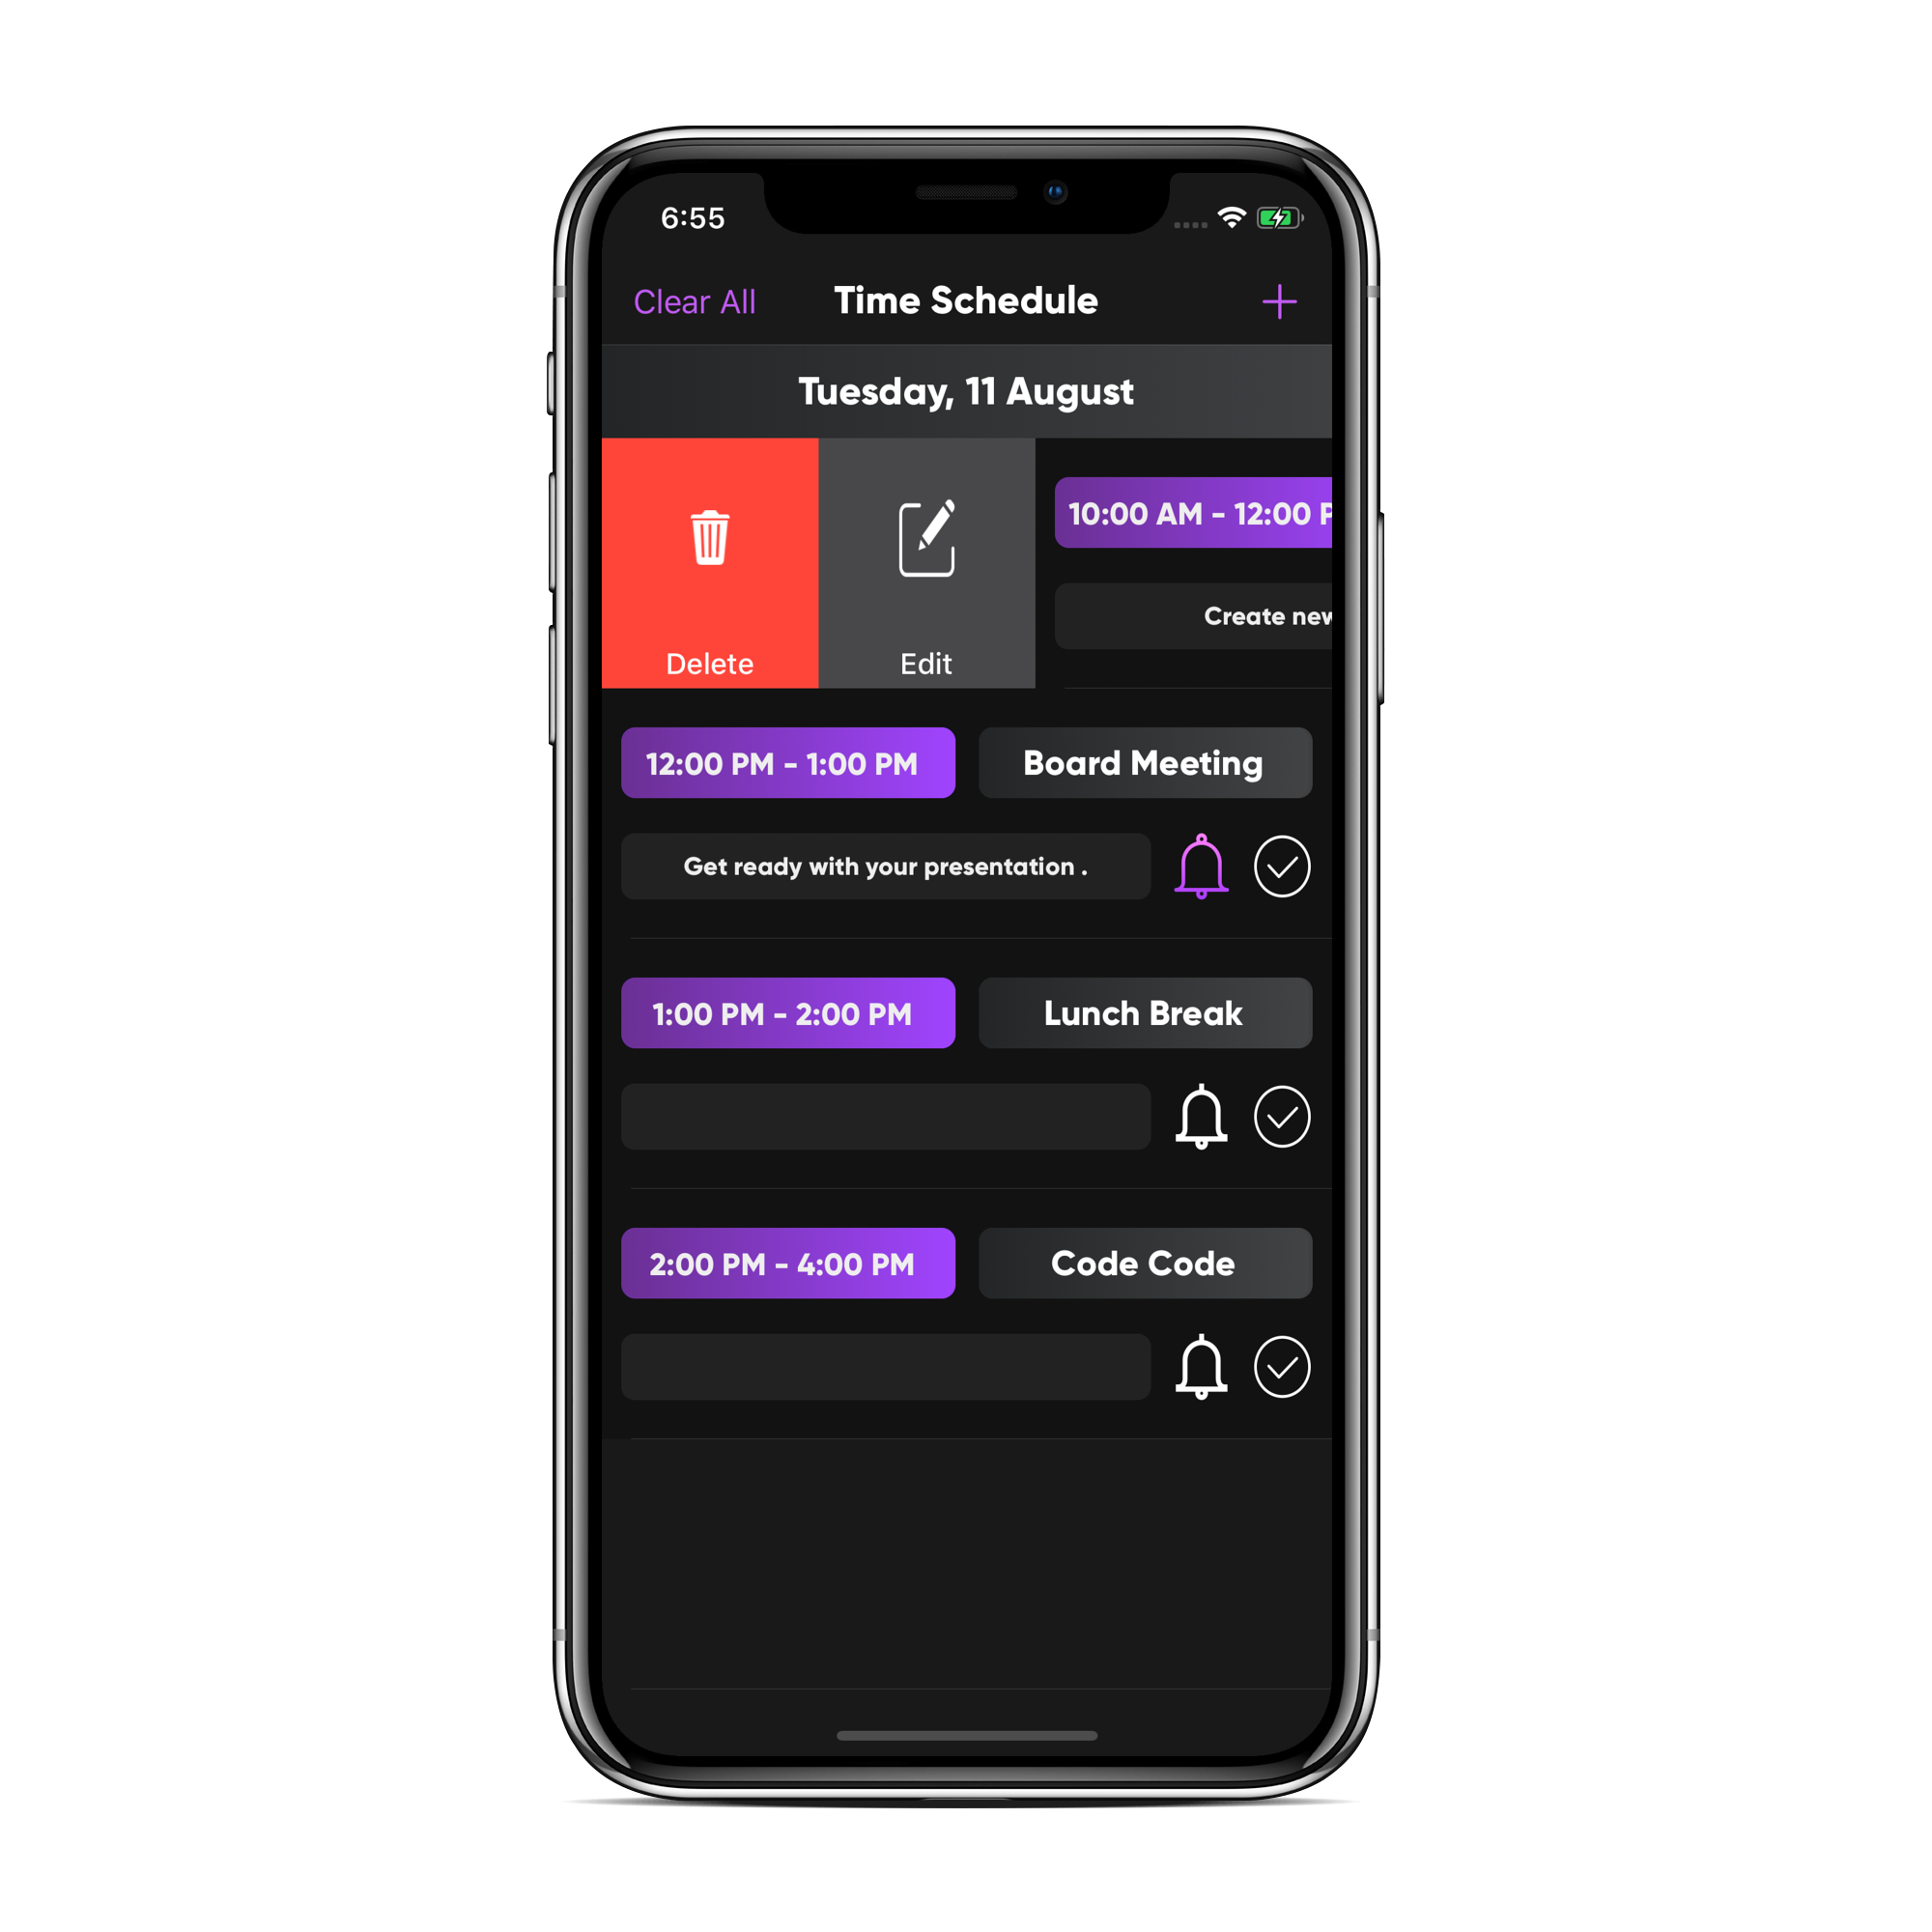 6:55
Clear All Time Schedule
Tuesday, 11 August
10:00 AM - 12:00
Create new
Delete Edit
12:00 PM - 1:00 PM Board Meeting
Get ready with your presentation .
1:00 PM - 2:00 PM Lunch Break
2:00 PM - 4:00 PM Code Code